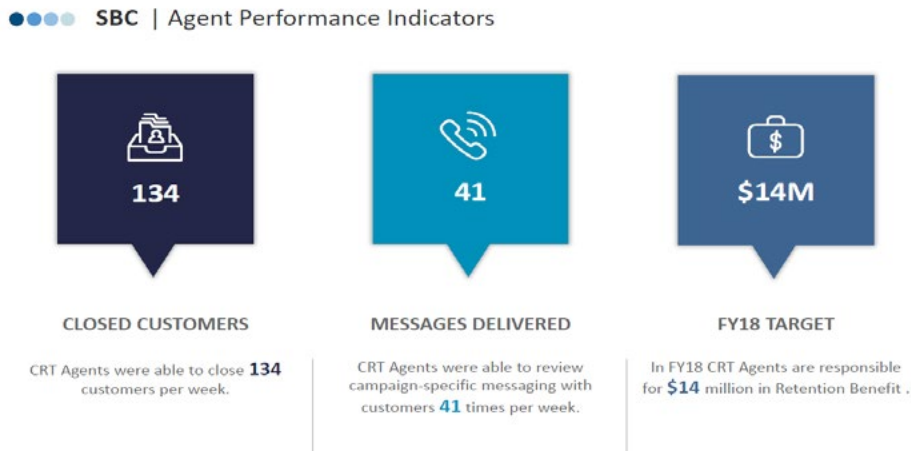 SBC | Agent Performance Indicators
134
41
$
$14M
CLOSED CUSTOMERS
MESSAGES DELIVERED
FY18 TARGET
CRT Agents were able to close 134
customers per week.
CRT Agents were able to review
campaign-specific messaging with
customers 41 times per week.
In FY18 CRT Agents are responsible
for $14 million in Retention Benefit .